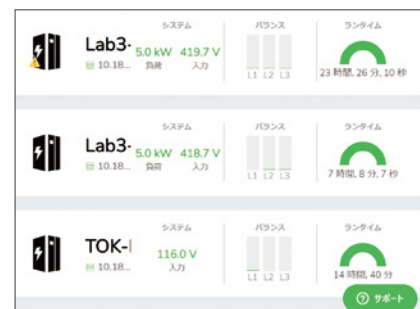 システム バランス ランタイム
Lab3- 5.0 kW 419.7 V
10.18... 負荷 入力 L1 L2 L3 23 時間, 26 分, 10 秒
システム バランス ランタイム
Lab3- 5.0 kW 418.7 V
10.18... 負荷 入力 L1 L2 L3 7 時間, 8 分, 7 秒
システム バランス ランタイム
TOK- 116.0 V
10.18... 入力 L1 L2 L3 14 時間, 40 分
サポート